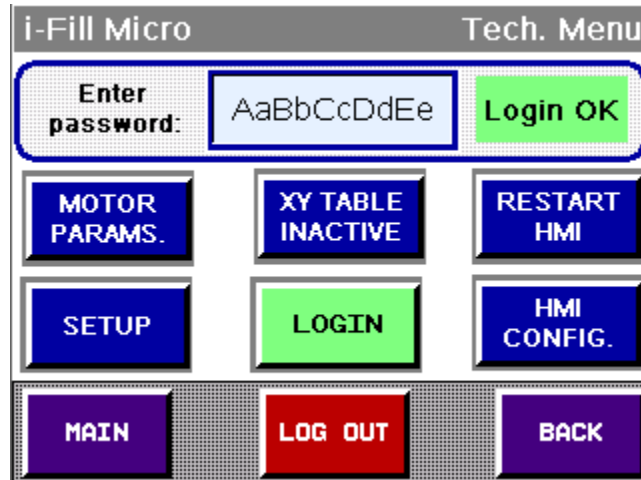 i-Fill Micro Tech. Menu
Enter
password:
AaBbCcDdEe
Login OK
MOTOR
PARAMS.
XY TABLE
INACTIVE
RESTART
HMI
SETUP
LOGIN
HMI
CONFIG.
MAIN
LOG OUT
BACK